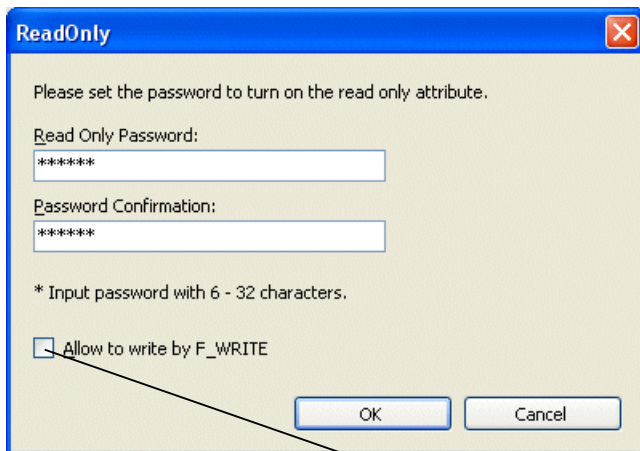 ReadOnly
Please set the password to turn on the read only attribute.
Read Only Password:
******
Password Confirmation:
******
* Input password with 6 - 32 characters.
Allow to write by F_WRITE
OK
Cancel